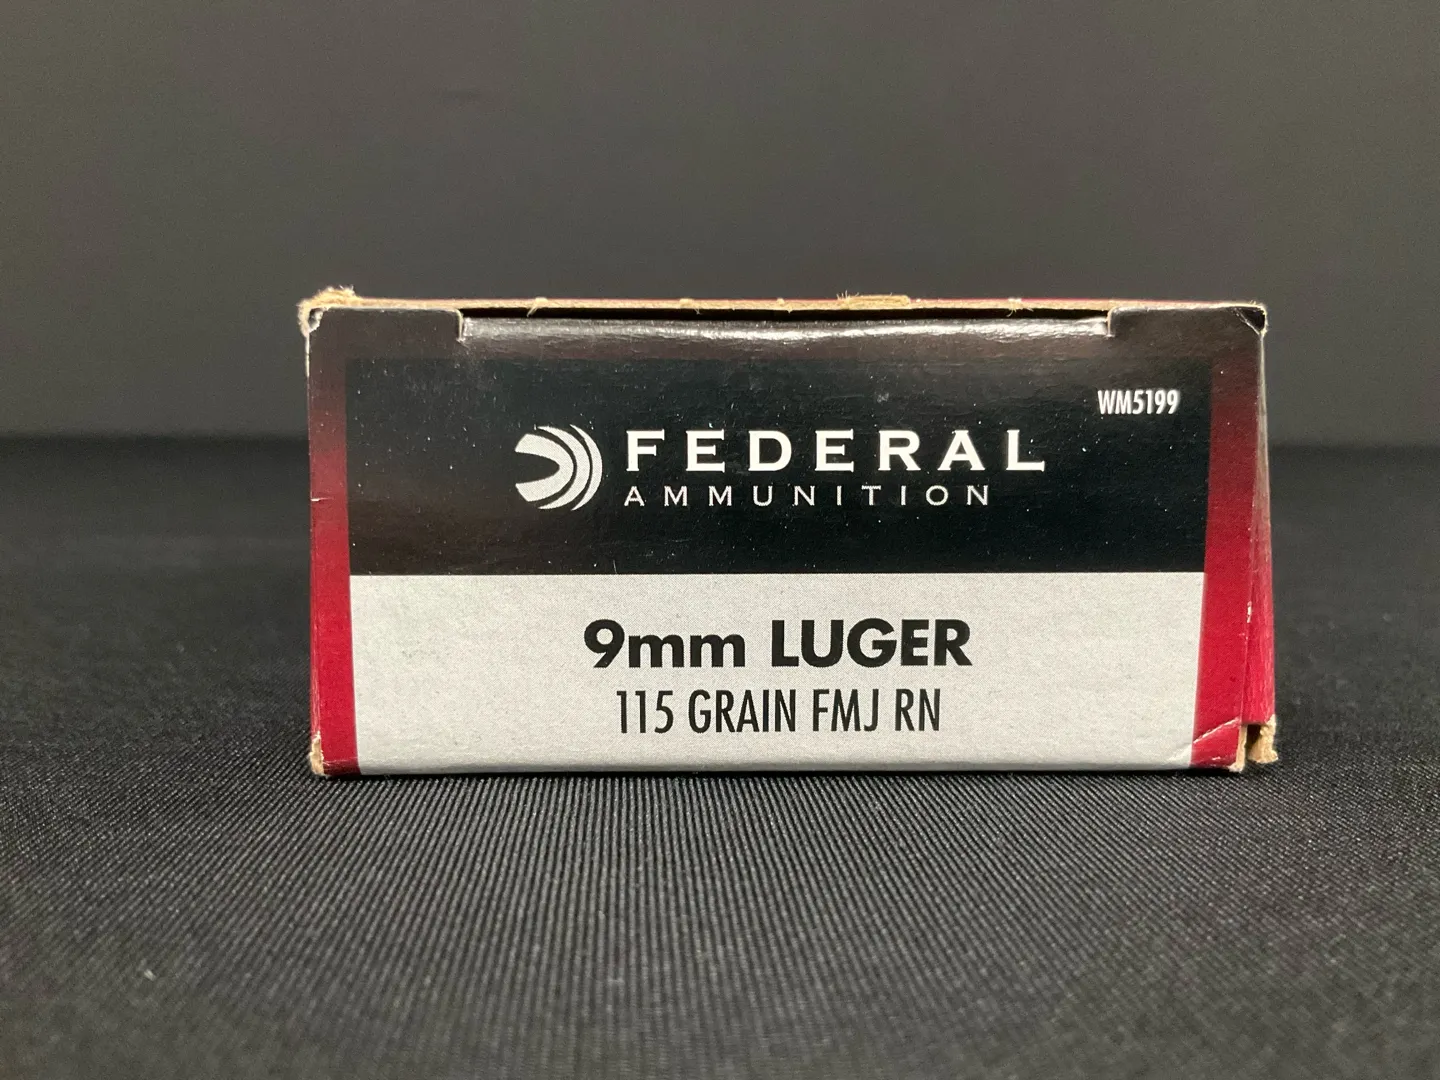 WM5199
FEDERAL
AMMUNITION
9mm LUGER
115 GRAIN FMJ RN